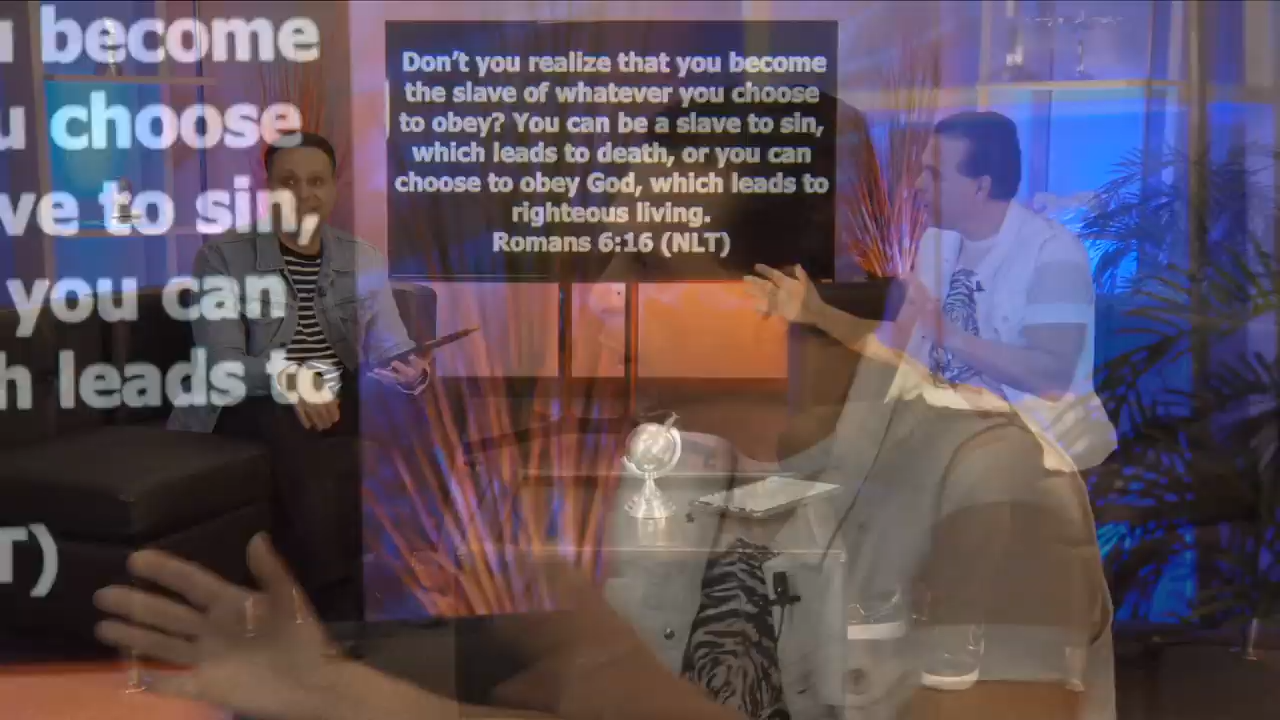 Don't you realize that you become
the slave of whatever you choose
to obey? You can be a slave to sin,
which leads to death, or you can
choose to obey God, which leads to
righteous living.
Romans 6:16 (NLT)
become
choose
ve to sin,
you can
h leads to
T)